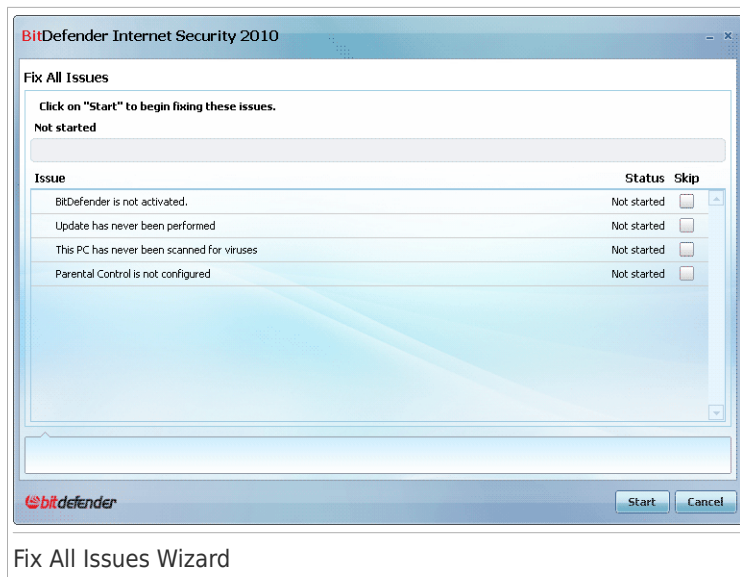 BitDefender Internet Security 2010
Fix All Issues
Click on "Start" to begin fixing these issues.
Not started
Issue Status Skip
BitDefender is not activated. Not started
Update has never been performed Not started
This PC has never been scanned for viruses Not started
Parental Control is not configured Not started
bitdefender Start Cancel
Fix All Issues Wizard